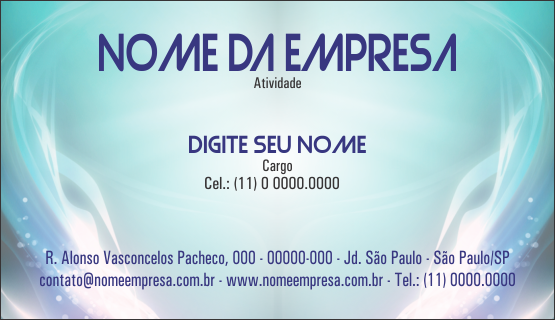 NOME DA EMPRESA
Atividade
DIGITE SEU NOME
Cargo
Cel.: (11) 0 0000.0000
R. Alonso Vasconcelos Pacheco, 000 - 00000-000 - Jd. São Paulo - São Paulo/SP
contato@nomeempresa.com.br - www.nomeempresa.com.br - Tel.: (11) 0000.0000